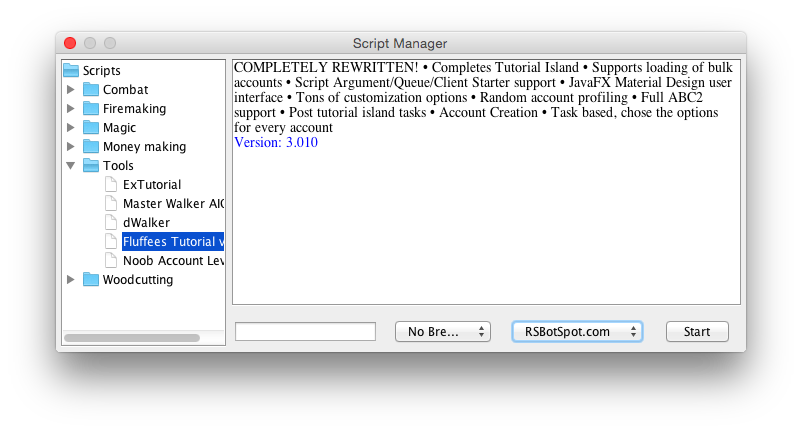 Script Manager
Scripts
Combat
Firemaking
Magic
Money making
Tools
ExTutorial
Master Walker AIO
dWalker
Fluffees Tutorial v
Noob Account Lev
Woodcutting
COMPLETELY REWRITTEN! • Completes Tutorial Island • Supports loading of bulk
accounts • Script Argument/Queue/Client Starter support • JavaFX Material Design user
interface • Tons of customization options • Random account profiling • Full ABC2
support • Post tutorial island tasks • Account Creation • Task based, chose the options
for every account
Version: 3.010
No Bre...
RSBotSpot.com
Start